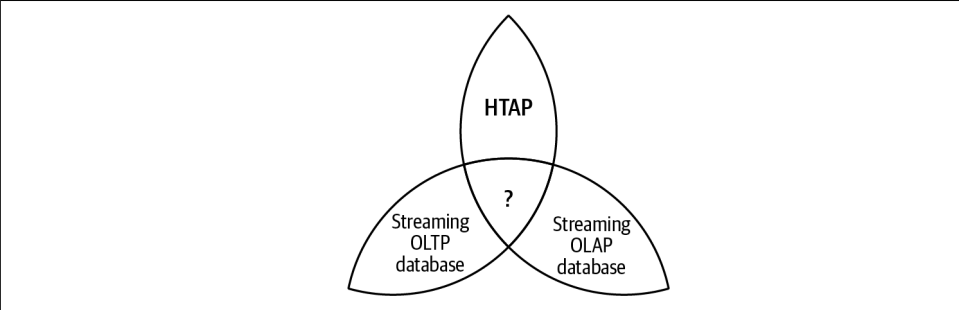 HTAP
?
Streaming
OLTP
database
Streaming
OLAP
database